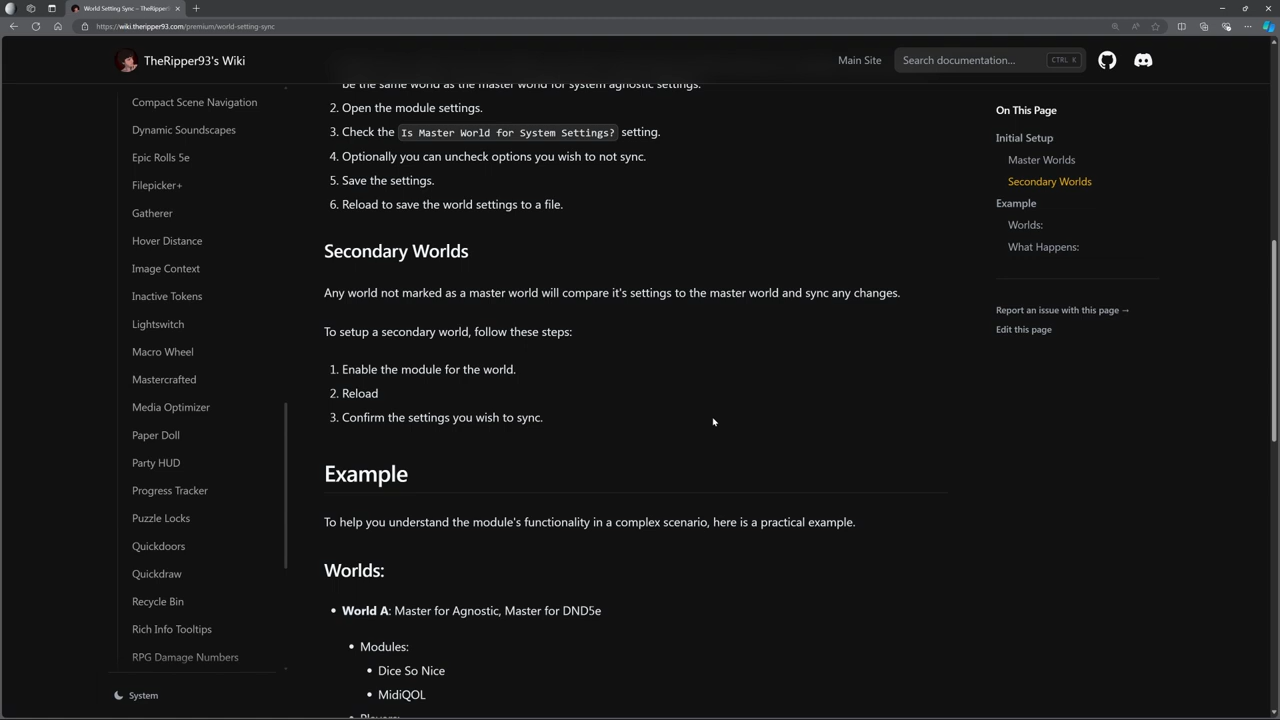 World Setting Sync – TheRipper9
https://wiki.theripper93.com/premium/world-setting-sync
TheRipper93's Wiki
Main Site
Search documentation...
CTRL K
Compact Scene Navigation
Dynamic Soundscapes
Epic Rolls 5e
Filepicker+
Gatherer
Hover Distance
Image Context
Inactive Tokens
Lightswitch
Macro Wheel
Mastercrafted
Media Optimizer
Paper Doll
Party HUD
Progress Tracker
Puzzle Locks
Quickdoors
Quickdraw
Recycle Bin
Rich Info Tooltips
RPG Damage Numbers
System
be the same world as the master world for system agnostic settings.
2. Open the module settings.
3. Check the Is Master World for System Settings? setting.
4. Optionally you can uncheck options you wish to not sync.
5. Save the settings.
6. Reload to save the world settings to a file.
Secondary Worlds
Any world not marked as a master world will compare it's settings to the master world and sync any changes.
To setup a secondary world, follow these steps:
1. Enable the module for the world.
2. Reload
3. Confirm the settings you wish to sync.
Example
To help you understand the module's functionality in a complex scenario, here is a practical example.
Worlds:
• World A: Master for Agnostic, Master for DND5e
• Modules:
• Dice So Nice
• MidiQOL
• Players:
On This Page
Initial Setup
Master Worlds
Secondary Worlds
Example
Worlds:
What Happens:
Report an issue with this page →
Edit this page